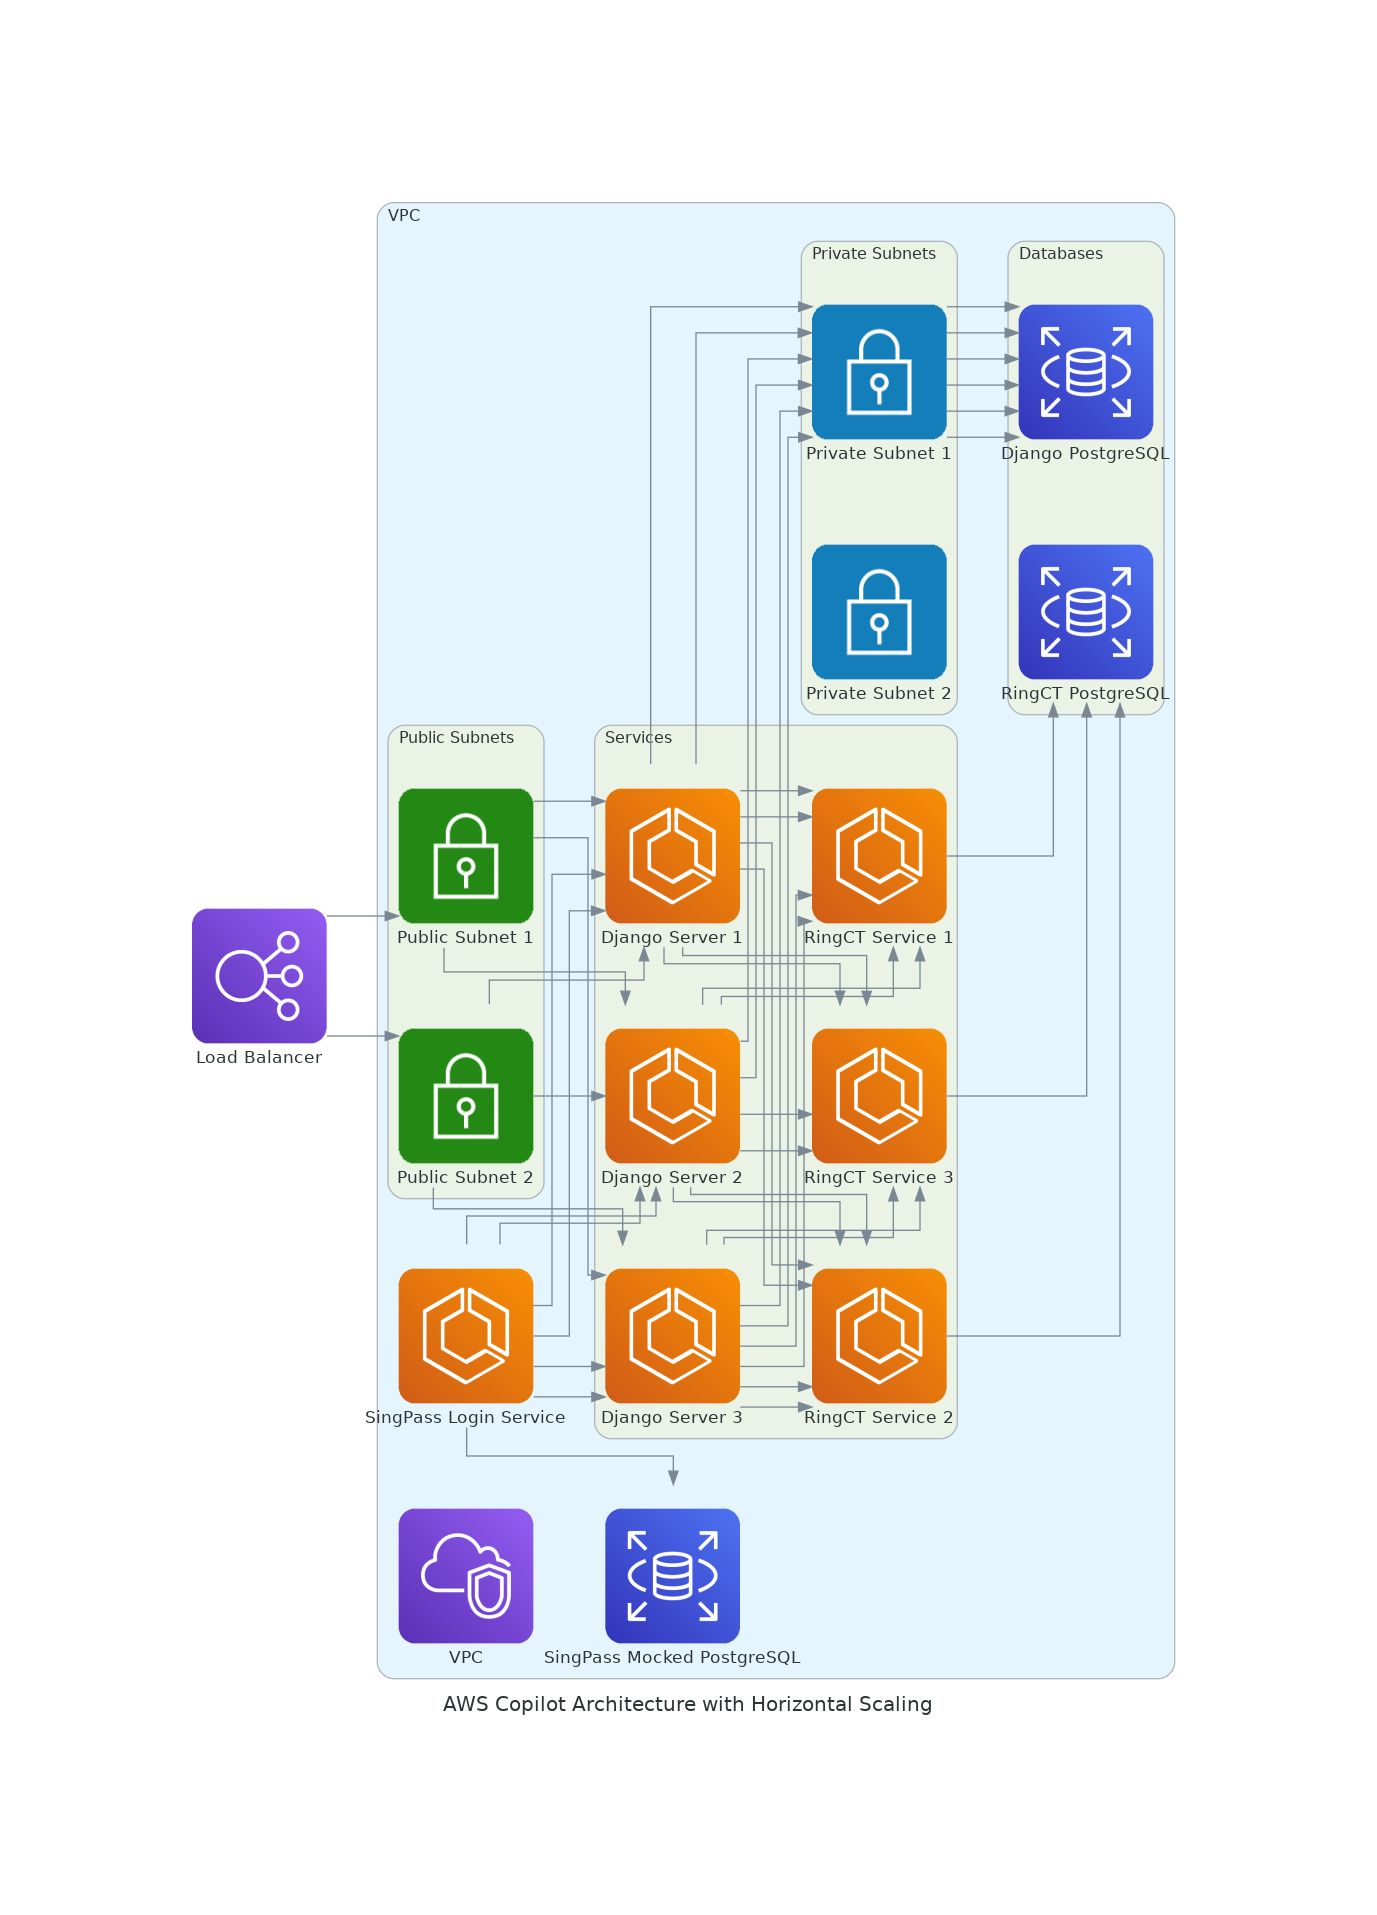 VPC
Private Subnets
Databases
Private Subnet 1
Django PostgreSQL
Private Subnet 2
RingCT PostgreSQL
Public Subnets
Services
Public Subnet 1
Django Server 1
RingCT Service 1
Load Balancer
Public Subnet 2
Django Server 2
RingCT Service 3
SingPass Login Service
Django Server 3
RingCT Service 2
VPC
SingPass Mocked PostgreSQL
AWS Copilot Architecture with Horizontal Scaling